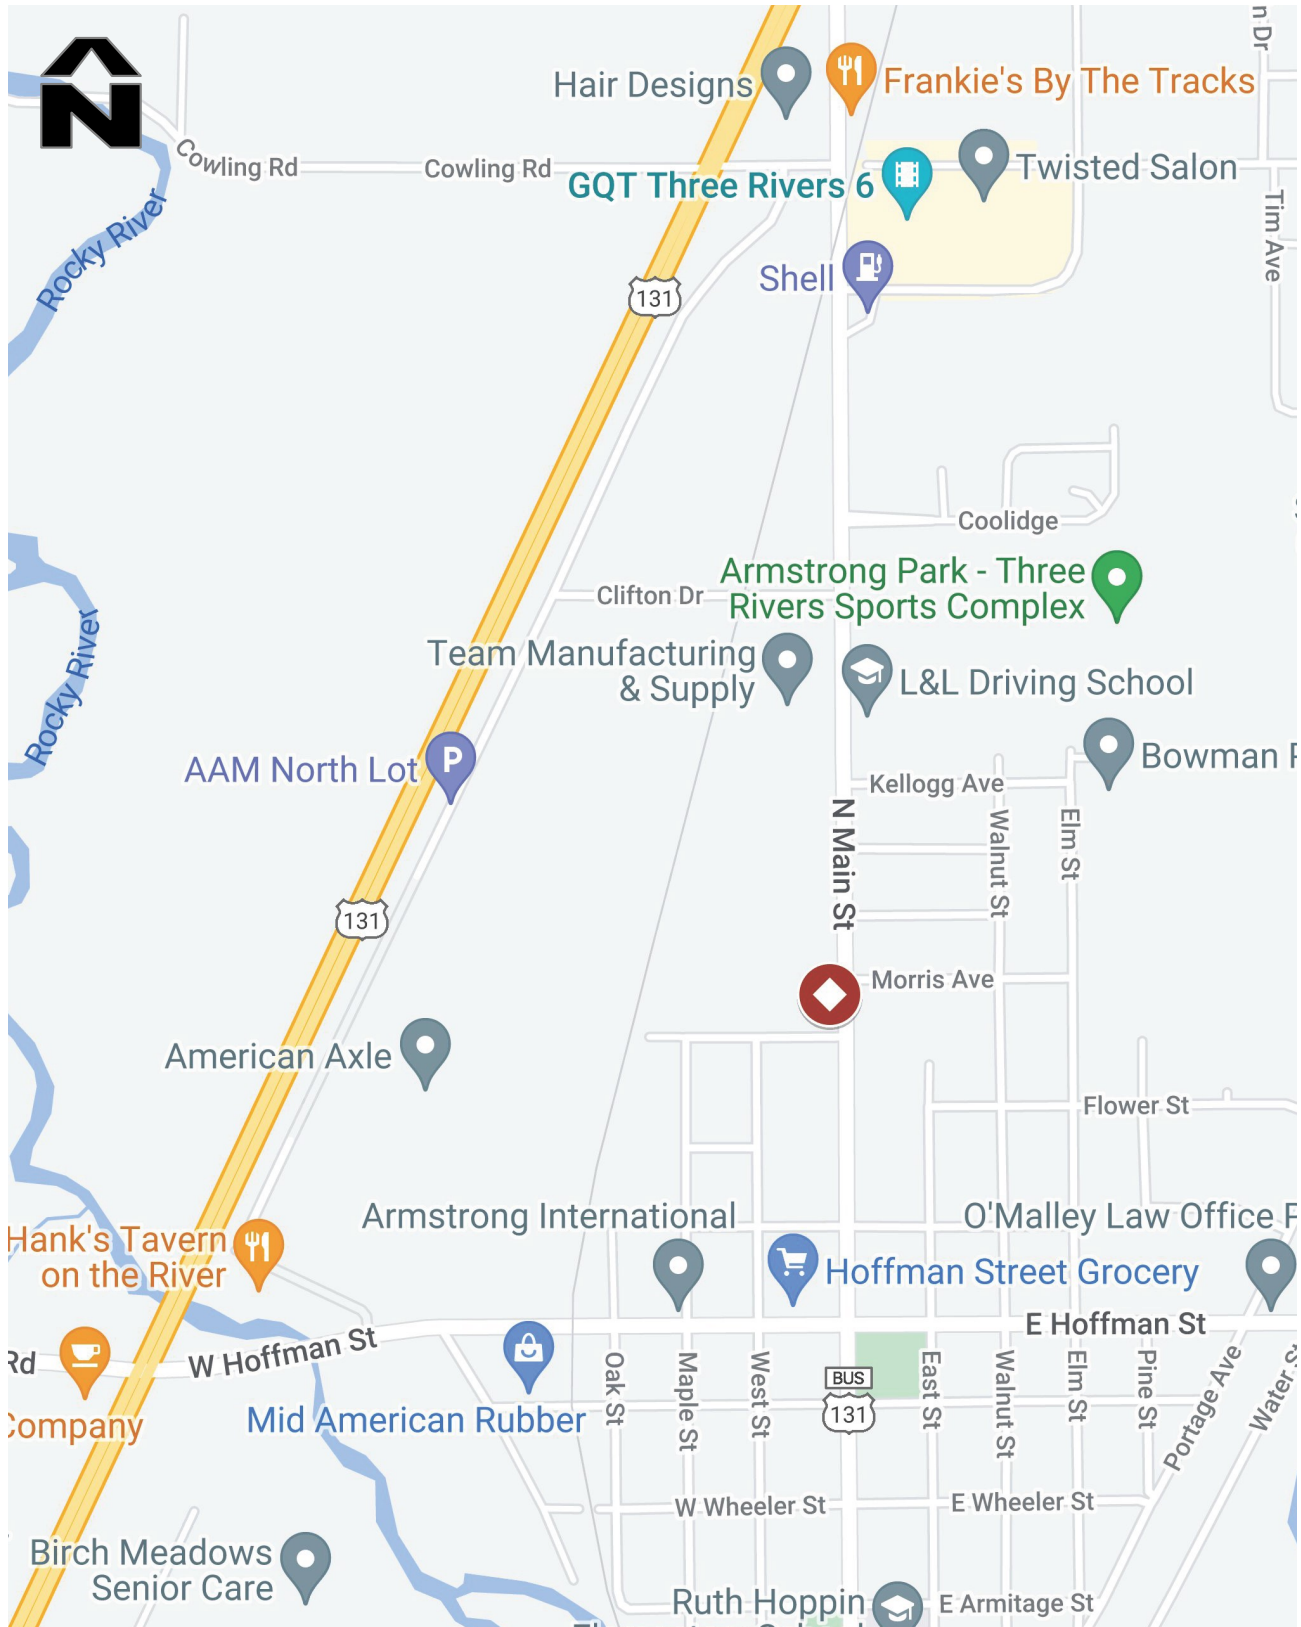 N
n Dr
Hair Designs
Frankie's By The Tracks
Cowling Rd
Cowling Rd
Twisted Salon
GQT Three Rivers 6
Rocky River
Tim Ave
Shell
131
Coolidge
Armstrong Park - Three
Rivers Sports Complex
Clifton Dr
Team Manufacturing
& Supply
L&L Driving School
Rocky River
Bowman
AAM North Lot
Kellogg Ave
N Main St
Walnut St
Elm St
131
Morris Ave
American Axle
Flower St
Armstrong International
O'Malley Law Office
Hank's Tavern
on the River
Hoffman Street Grocery
E Hoffman St
W Hoffman St
Rd
Company
Mid American Rubber
Oak St
Maple St
West St
BUS
131
East St
Walnut St
Elm St
Pine St
Portage Ave
Water S
W Wheeler St
E Wheeler St
Birch Meadows
Senior Care
Ruth Hoppin
E Armitage St